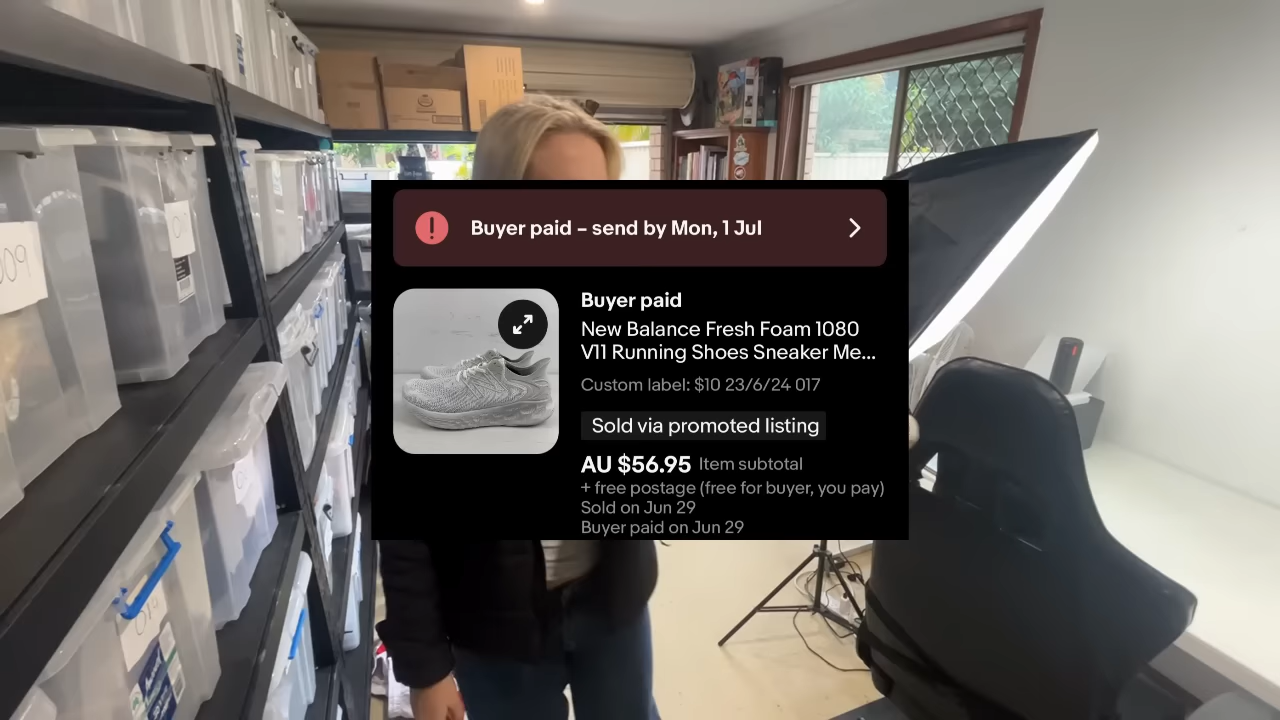 Buyer paid – send by Mon, 1 Jul
Buyer paid
New Balance Fresh Foam 1080
V11 Running Shoes Sneaker Me...
Custom label: $10 23/6/24 017
Sold via promoted listing
AU $56.95 Item subtotal
+ free postage (free for buyer, you pay)
Sold on Jun 29
Buyer paid on Jun 29
009